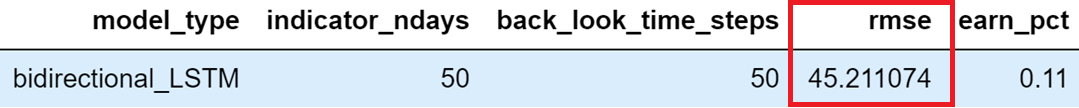 model_type indicator_ndays back_look_time_steps rmse earn_pct
bidirectional_LSTM 50 50 45.211074 0.11